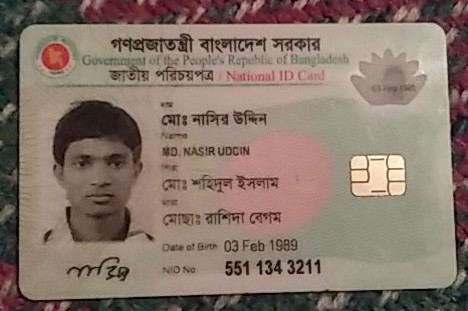 গণপ্রজাতন্ত্রী বাংলাদেশ সরকার
Government of the People's Republic of Bangladesh
জাতীয় পরিচয়পত্র / National ID Card
নাম
মোঃ নাসির উদ্দিন
Name
MD. NASIR UDDIN
পিতা
মোঃ শহিদুল ইসলাম
মাতা
মোছাঃ রাশিদা বেগম
Date of Birth 03 Feb 1989
NID No 551 134 3211